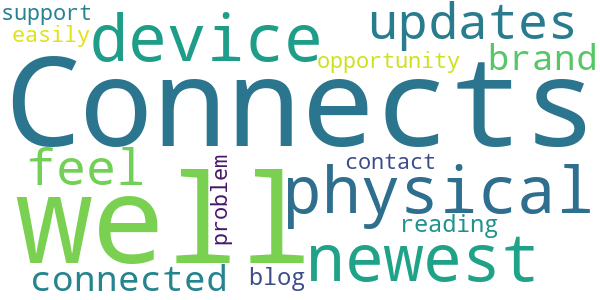 support
easily
device
updates
opportunity
brand
Connects
feel
well
problem
contact
physical
reading
newest
connected
blog